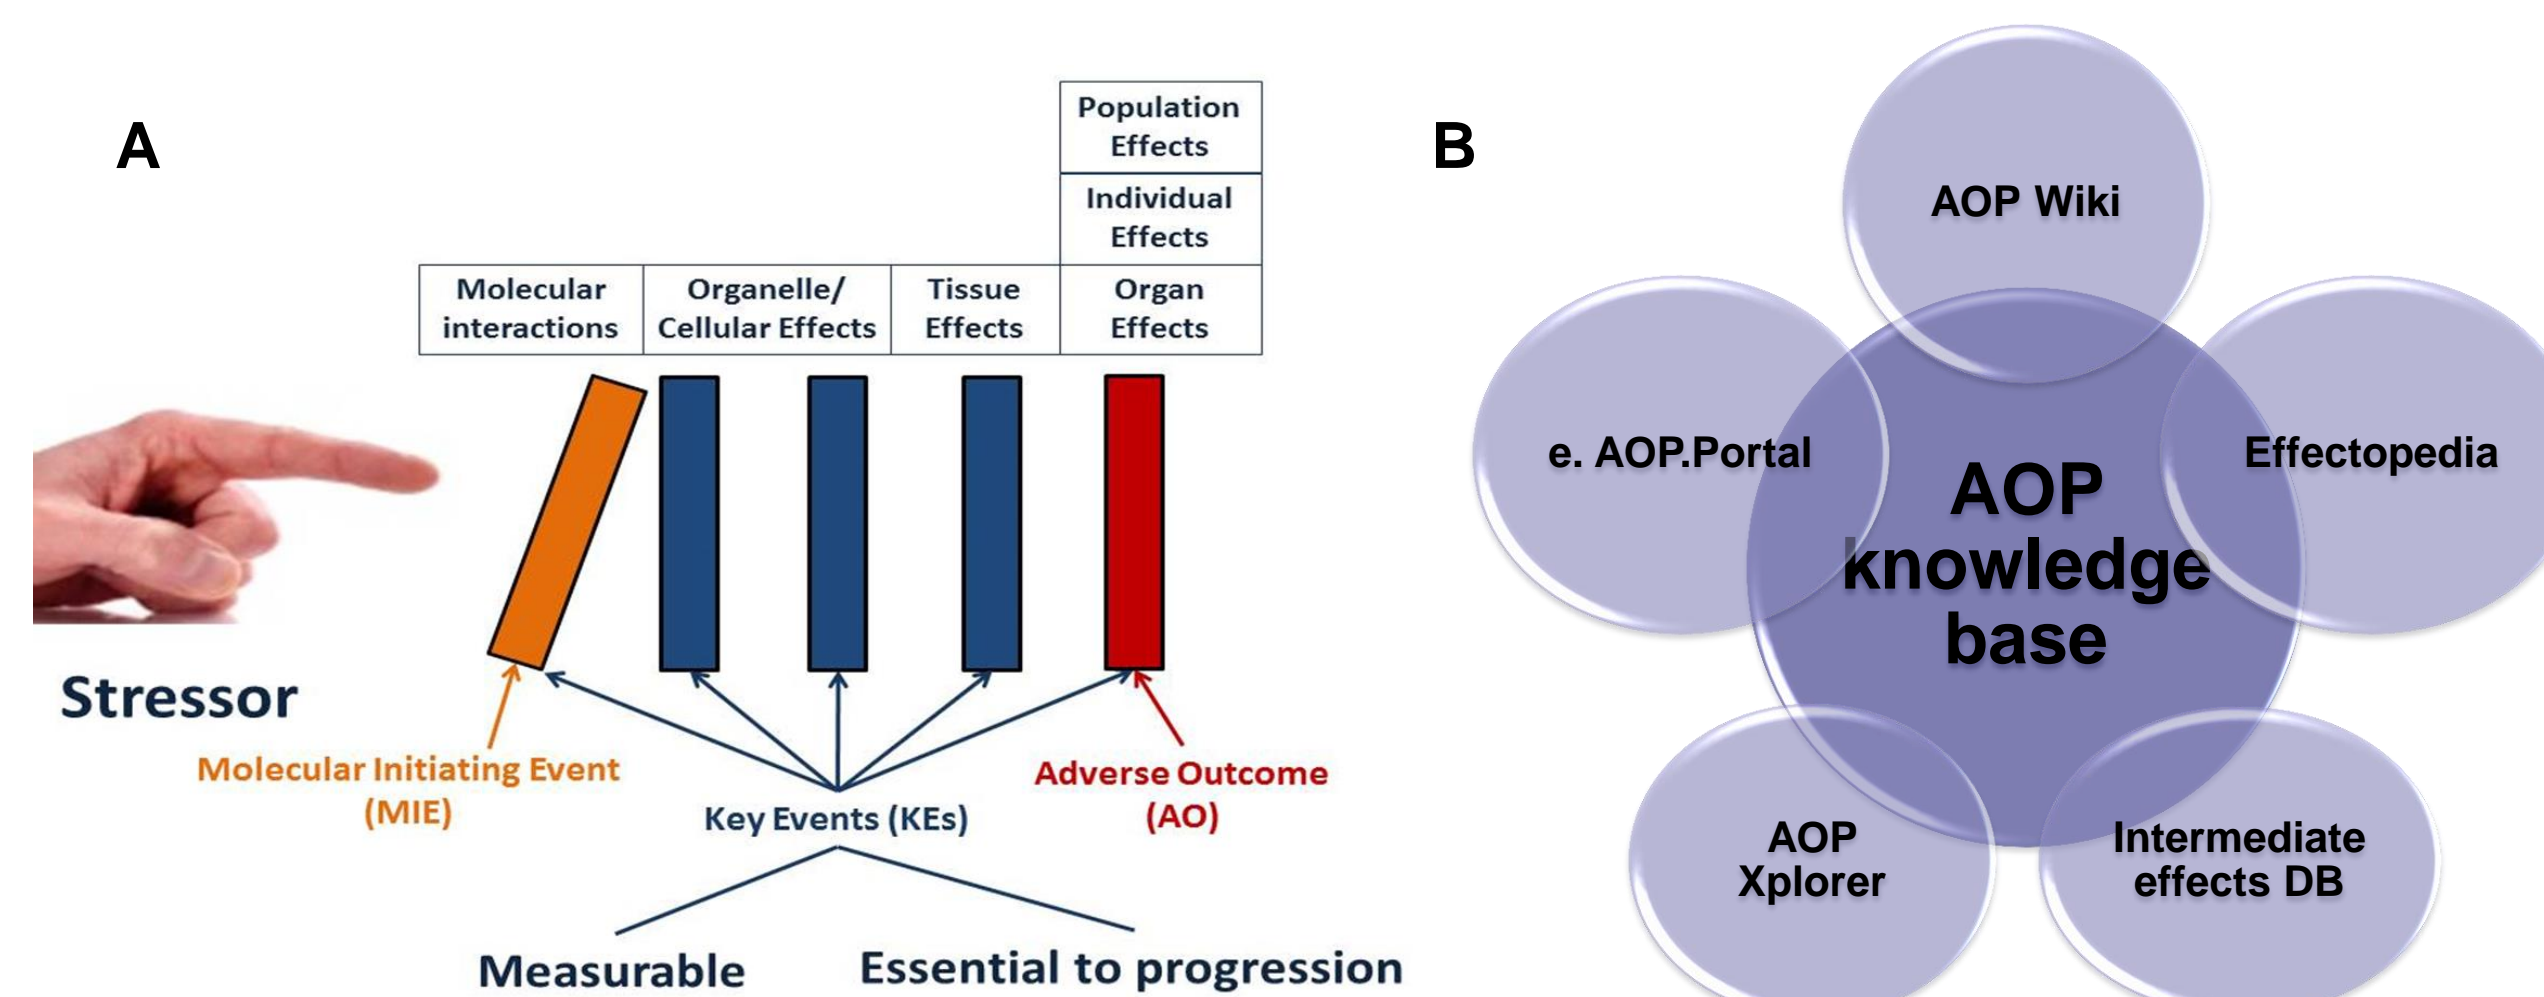 A
Population
Effects
Individual
Effects
Molecular
interactions
Organelle/
Cellular Effects
Tissue
Effects
Organ
Effects
Stressor
Molecular Initiating Event
(MIE)
Key Events (KEs)
Adverse Outcome
(AO)
Measurable
Essential to progression
B
AOP Wiki
e. AOP.Portal
Effectopedia
AOP
knowledge
base
AOP
Xplorer
Intermediate
effects DB